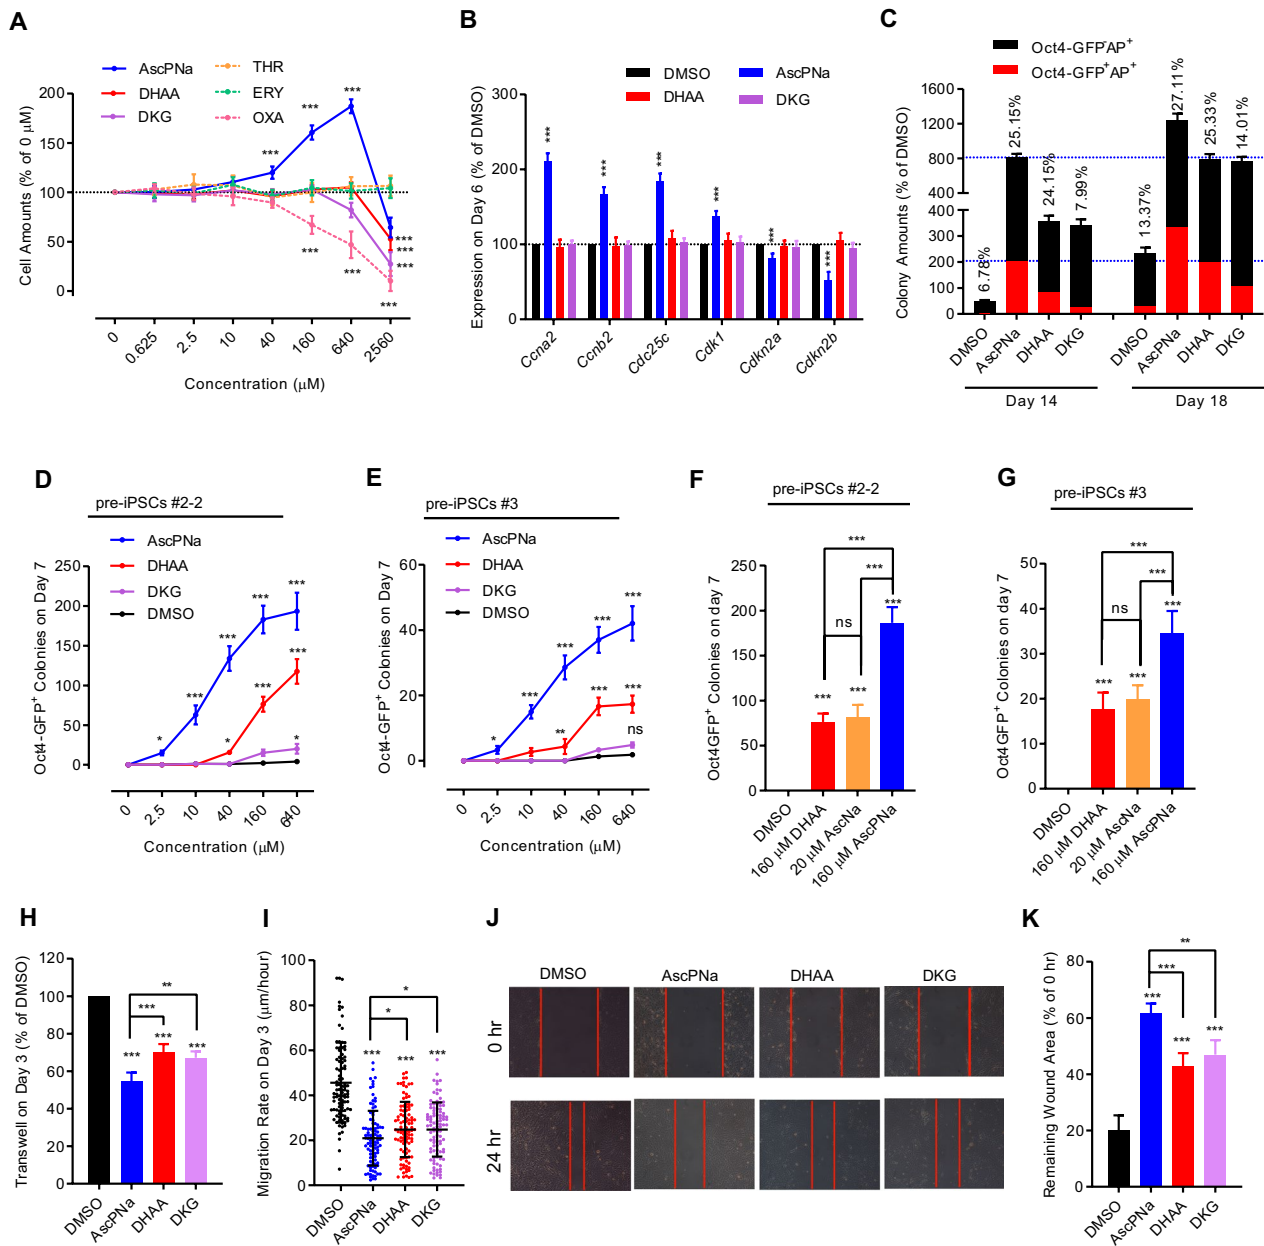 A
AscPNa
DHAA
DKG
THR
ERY
OXA
Cell Amounts (% of 0 μM)
200
150
100
50
0
*** *** *** *** *** *** *** *** ***
0 0.625 2.5 10 40 160 640 2560
Concentration (μM)
B
DMSO AscPNa
DHAA DKG
Expression on Day 6 (% of DMSO)
300
200
100
0
*** *** *** *** *** ***
Ccna2 Ccnb2 Cdc25c Cdk1 Cdkn2a Cdkn2b
C
Oct4-GFP⁻AP⁺
Oct4-GFP⁺AP⁺
Colony Amounts (% of DMSO)
1600
1200
800
400
300
200
100
0
6.78% 25.15% 24.15% 7.99% 13.37% 27.11% 25.33% 14.01%
DMSO AscPNa DHAA DKG DMSO AscPNa DHAA DKG
Day 14 Day 18
D
pre-iPSCs #2-2
AscPNa
DHAA
DKG
DMSO
Oct4-GFP⁺ Colonies on Day 7
250
200
150
100
50
0
* *** *** *** *** * *** *** *
0 2.5 10 40 160 640
Concentration (μM)
E
pre-iPSCs #3
AscPNa
DHAA
DKG
DMSO
Oct4-GFP⁺ Colonies on Day 7
60
40
20
0
* *** *** *** *** ** *** *** ns
0 2.5 10 40 160 640
Concentration (μM)
F
pre-iPSCs #2-2
Oct4GFP⁺ Colonies on day 7
250
200
150
100
50
0
***
***
ns
*** *** ***
DMSO 160 μM DHAA 20 μM AscNa 160 μM AscPNa
G
pre-iPSCs #3
Oct4GFP⁺ Colonies on day 7
50
40
30
20
10
0
***
***
ns
*** *** ***
DMSO 160 μM DHAA 20 μM AscNa 160 μM AscPNa
H
Transwell on Day 3 (% of DMSO)
120
100
80
60
40
20
0
**
***
*** *** ***
DMSO AscPNa DHAA DKG
I
Migration Rate on Day 3 (μm/hour)
100
80
60
40
20
0
*
*
*** *** ***
DMSO AscPNa DHAA DKG
J
DMSO AscPNa DHAA DKG
0 hr
24 hr
K
Remaining Wound Area (% of 0 hr)
80
60
40
20
0
**
***
*** *** ***
DMSO AscPNa DHAA DKG